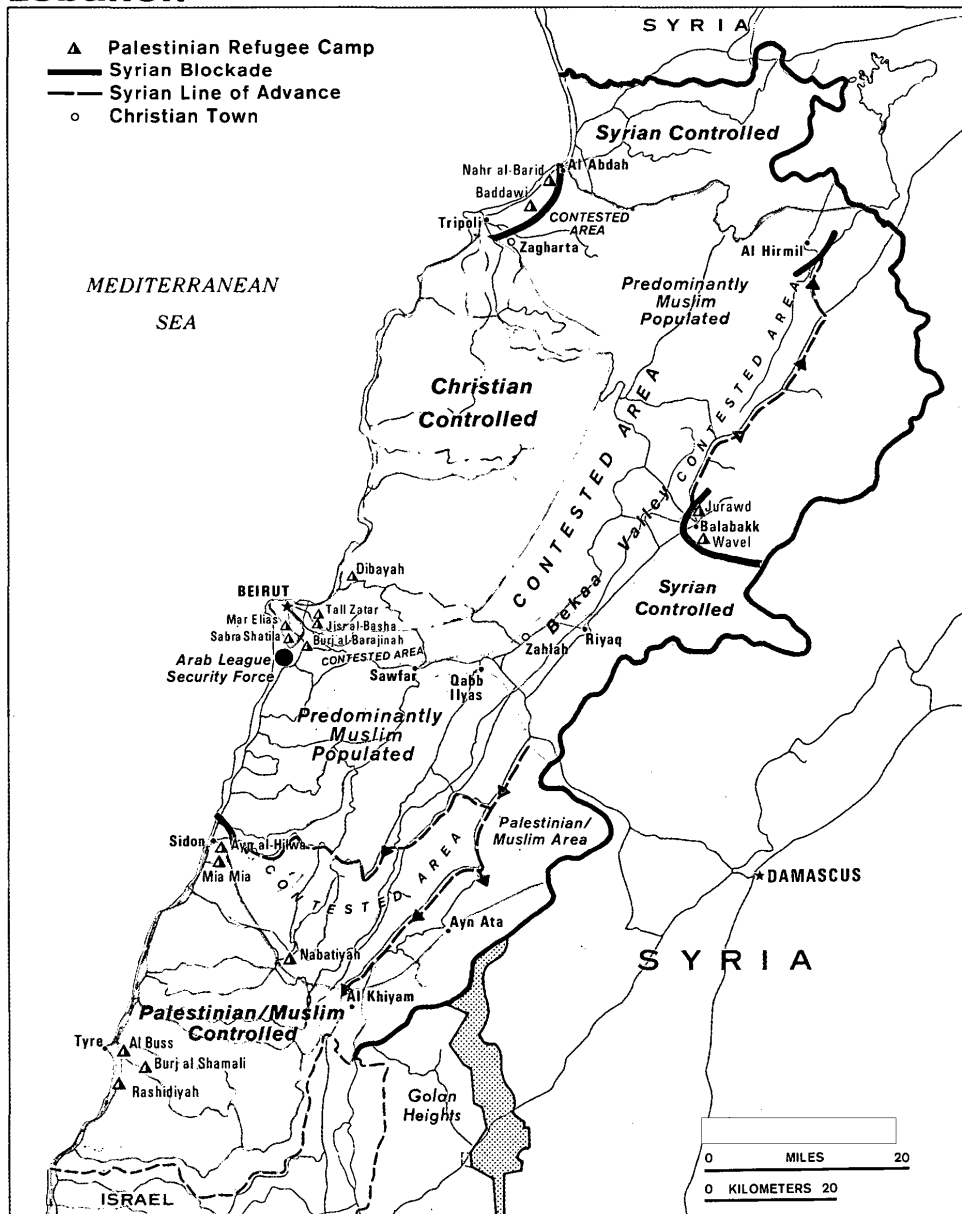 SYRIA
Palestinian Refugee Camp
Syrian Blockade
Syrian Line of Advance
Christian Town
Syrian Controlled
Nahr al-Barid
Al Abdah
Baddawi
Tripoli
CONTESTED
AREA
Zagharta
Al Hirmil
MEDITERRANEAN
SEA
Predominantly
Muslim
Populated
CONTESTED AREA
Christian
Controlled
CONTESTED AREA
Bekaa Valley
Jurawd
Balabakk
Wavel
Dibayah
Syrian
Controlled
BEIRUT
Tall Zatar
Mar Elias
Jisr al-Basha
Sabra Shatila
Burj al Barajinah
CONTESTED AREA
Arab League
Security Force
Sawfar
Zahlah
Riyaq
Qabb
Ilyas
Predominantly
Muslim
Populated
Palestinian/
Muslim Area
Sidon
Ayn al-Hilwa
Mia Mia
CONTESTED AREA
DAMASCUS
Ayn Ata
Nabatiyah
SYRIA
Al Khiyam
Palestinian/Muslim
Controlled
Tyre
Al Buss
Burj al Shamali
Rashidiyah
Golan
Heights
0 MILES 20
0 KILOMETERS 20
ISRAEL